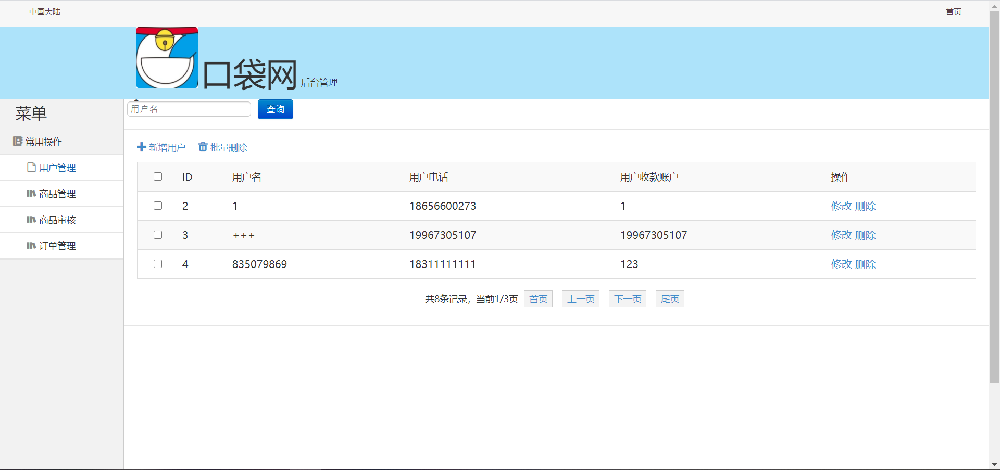 中国大陆 首页
口袋网 后台管理
菜单
用户名 查询
常用操作
用户管理
商品管理
商品审核
订单管理
新增用户 批量删除
ID 用户名 用户电话 用户收款账户 操作
2 1 18656600273 1 修改 删除
3 +++ 19967305107 19967305107 修改 删除
4 835079869 18311111111 123 修改 删除
共8条记录，当前1/3页 首页 上一页 下一页 尾页